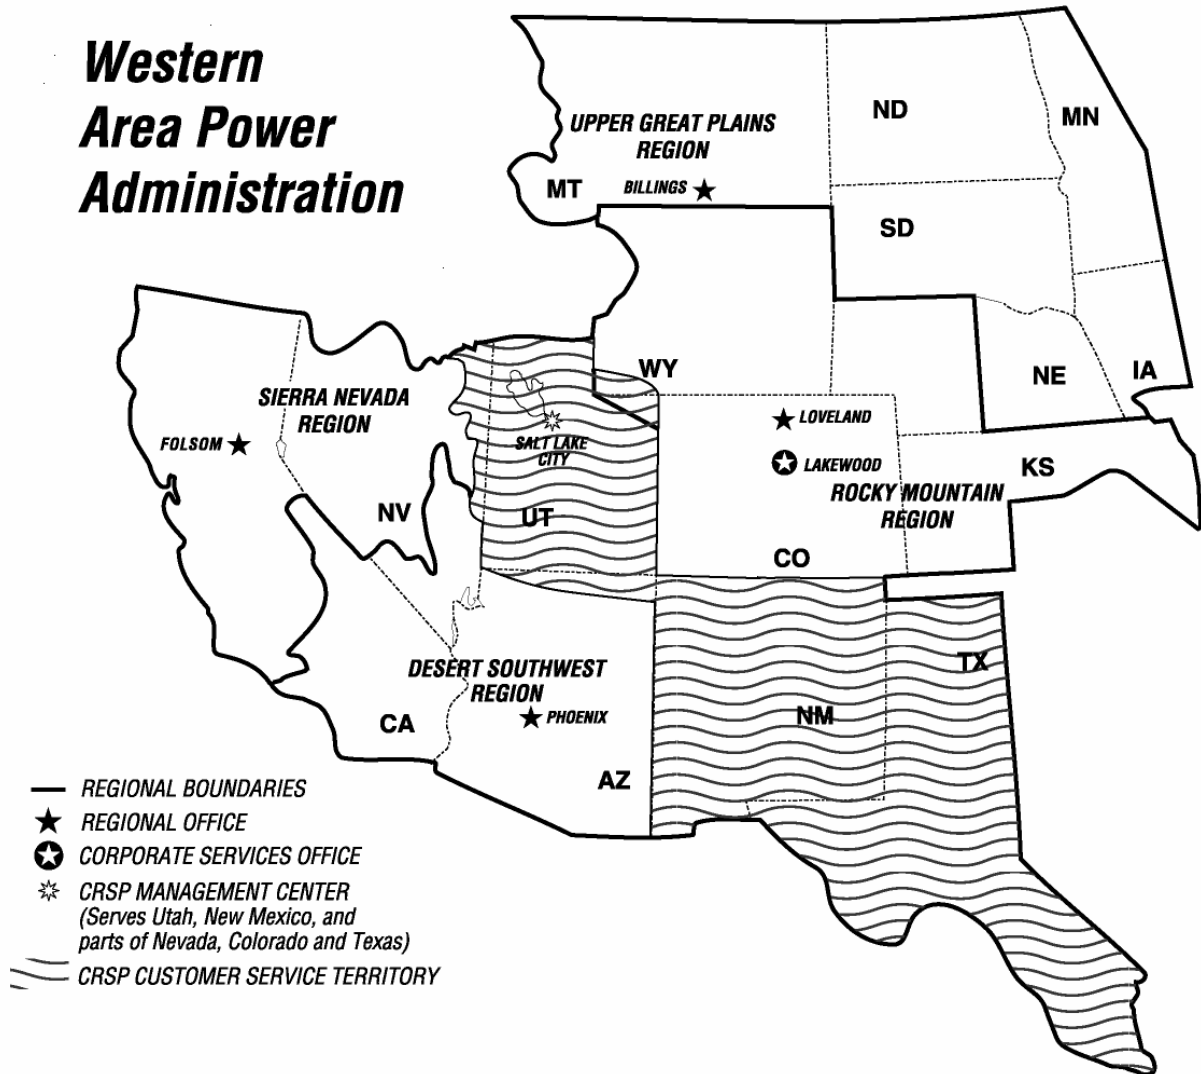 Western
Area Power
Administration
UPPER GREAT PLAINS
REGION
ND
MN
MT
BILLINGS
SD
WY
NE
IA
SIERRA NEVADA
REGION
FOLSOM
SALT LAKE
CITY
LOVELAND
LAKEWOOD
KS
ROCKY MOUNTAIN
REGION
NV
UT
CO
DESERT SOUTHWEST
REGION
PHOENIX
TX
NM
CA
AZ
REGIONAL BOUNDARIES
REGIONAL OFFICE
CORPORATE SERVICES OFFICE
CRSP MANAGEMENT CENTER
(Serves Utah, New Mexico, and
parts of Nevada, Colorado and Texas)
CRSP CUSTOMER SERVICE TERRITORY